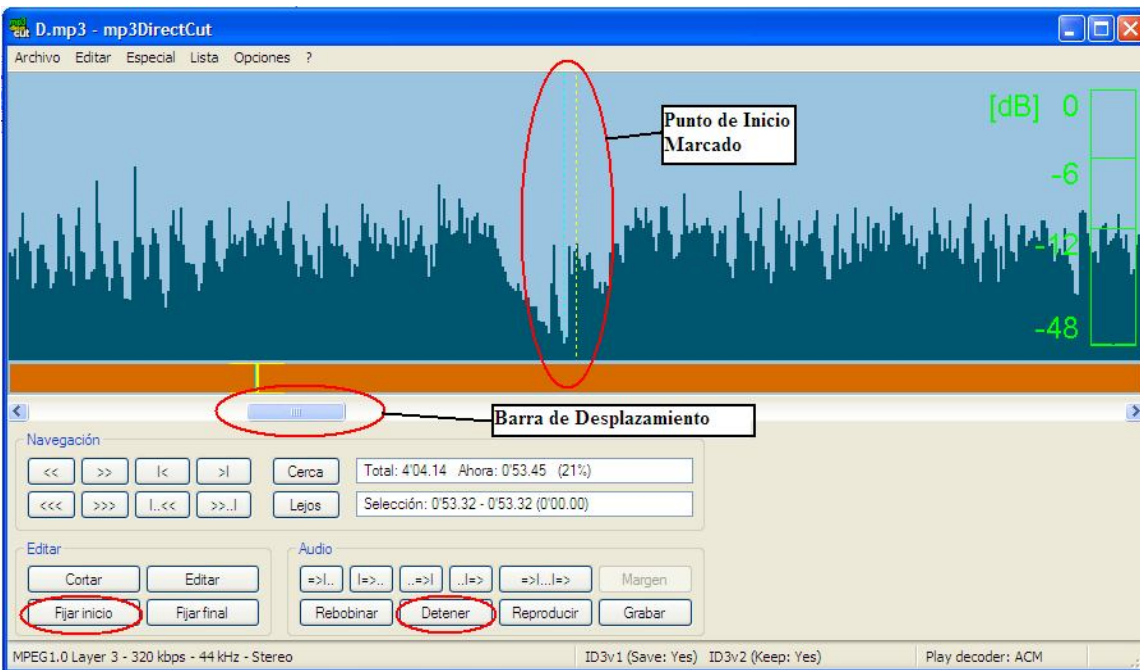 D.mp3 - mp3DirectCut
Archivo Editar Especial Lista Opciones ?
[dB] 0
-6
-12
-48
Punto de Inicio
Marcado
Barra de Desplazamiento
Navegación
<< >> |< >| Cerca Total: 4'04.14 Ahora: 0'53.45 (21%)
<<< >>> |..<< >>..| Lejos Selección: 0'53.32 - 0'53.32 (0'00.00)
Editar
Cortar Editar
Fijar inicio Fijar final
Audio
=>|.. |=>.. ..=>| ..|=> =>|...|=> Margen
Rebobinar Detener Reproducir Grabar
MPEG1.0 Layer 3 - 320 kbps - 44 kHz - Stereo ID3v1 (Save: Yes) ID3v2 (Keep: Yes) Play decoder: ACM